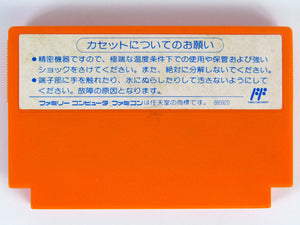 カセットについてのお願い
●精密機器ですので、極端な温度条件下での使用や保管および強い
ショックをさけてください。また、絶対に分解しないでください。
●端子部に手を触れたり、水にぬらしたりして汚さないようにして
ください。故障の原因となります。
ファミリーコンピュータ・ファミコンは任天堂の商標です。